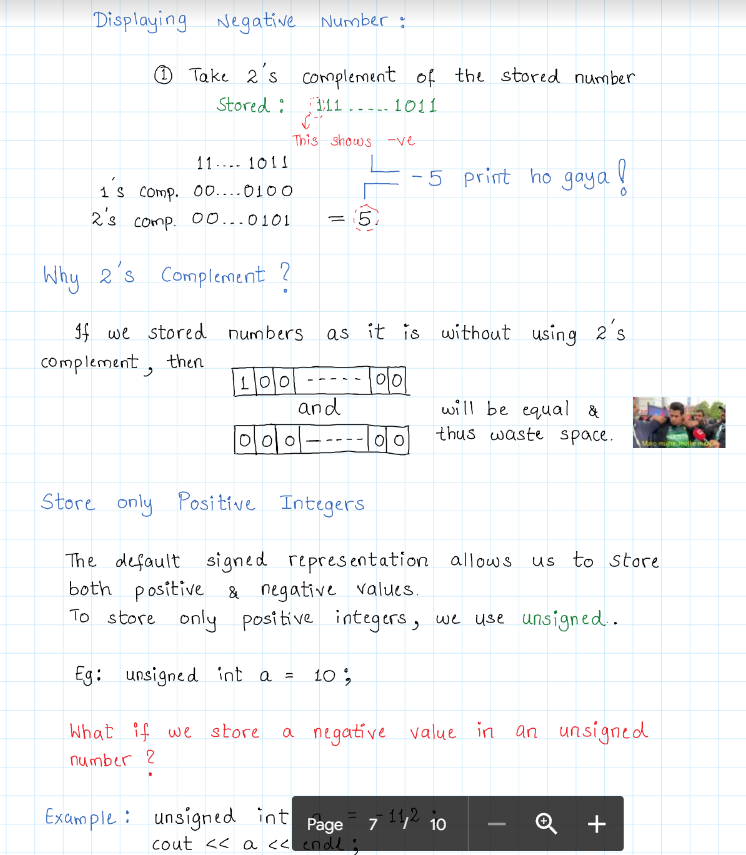 Displaying Negative Number :
① Take 2's complement of the stored number
Stored : 111 ..... 1011
This shows -ve
11.... 1011
1's comp. 00....0100
2's comp. 00...0101 = 5.
-5 print ho gaya !
Why 2's Complement ?
If we stored numbers as it is without using 2's
complement, then
1 0 0 ----- 0 0
and
0 0 0 ----- 0 0
will be equal &
thus waste space.
Store only Positive Integers
The default signed representation allows us to store
both positive & negative values.
To store only positive integers, we use unsigned.
Eg: unsigned int a = 10 ;
What if we store a negative value in an unsigned
number ?
Example : unsigned int = -112 ;
cout << a << endl ;
Page 7 / 10 — +